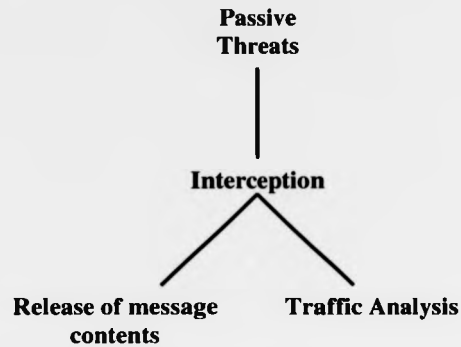 Passive
Threats
Interception
Release of message
contents
Traffic Analysis